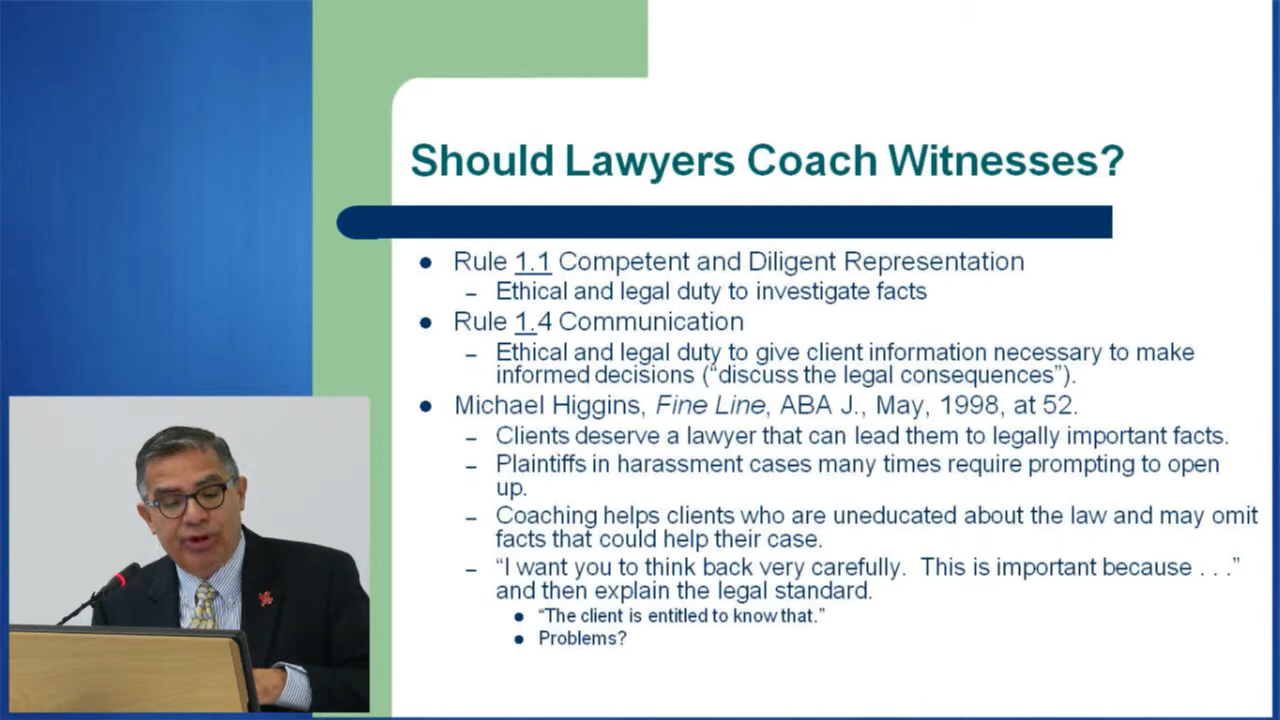 Should Lawyers Coach Witnesses?
● Rule 1.1 Competent and Diligent Representation
– Ethical and legal duty to investigate facts
● Rule 1.4 Communication
– Ethical and legal duty to give client information necessary to make
informed decisions (“discuss the legal consequences”).
● Michael Higgins, Fine Line, ABA J., May, 1998, at 52.
– Clients deserve a lawyer that can lead them to legally important facts.
– Plaintiffs in harassment cases many times require prompting to open
up.
– Coaching helps clients who are uneducated about the law and may omit
facts that could help their case.
– “I want you to think back very carefully.  This is important because . . .”
and then explain the legal standard.
● “The client is entitled to know that.”
● Problems?